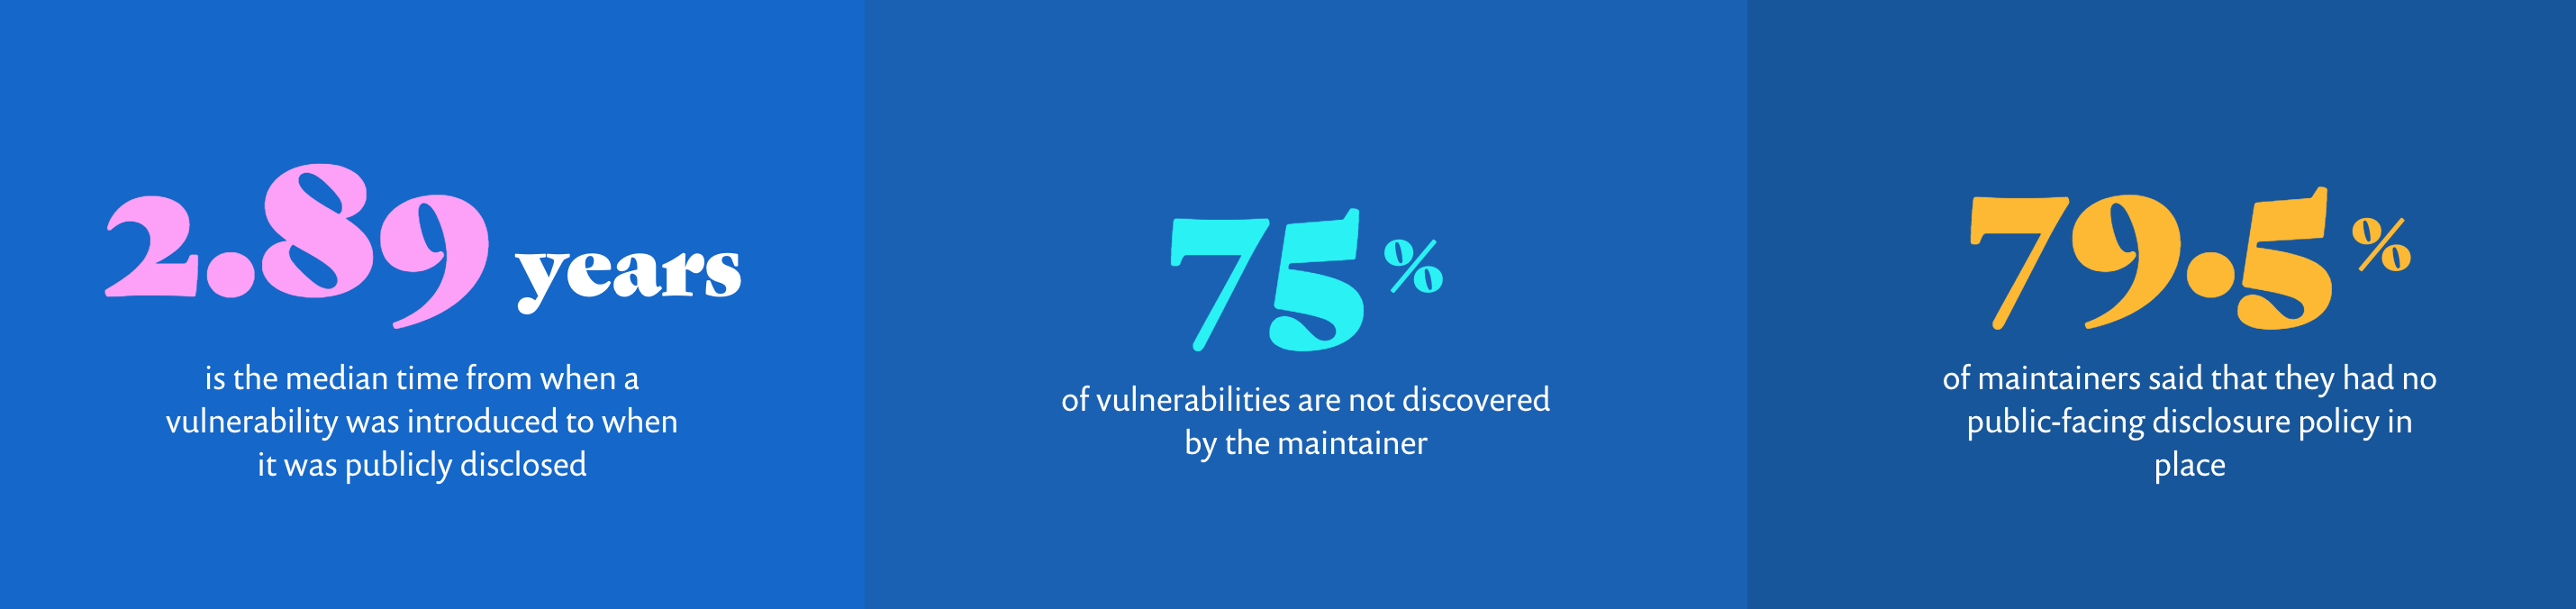 2.89 years
is the median time from when a
vulnerability was introduced to when
it was publicly disclosed
75%
of vulnerabilities are not discovered
by the maintainer
79.5%
of maintainers said that they had no
public-facing disclosure policy in
place